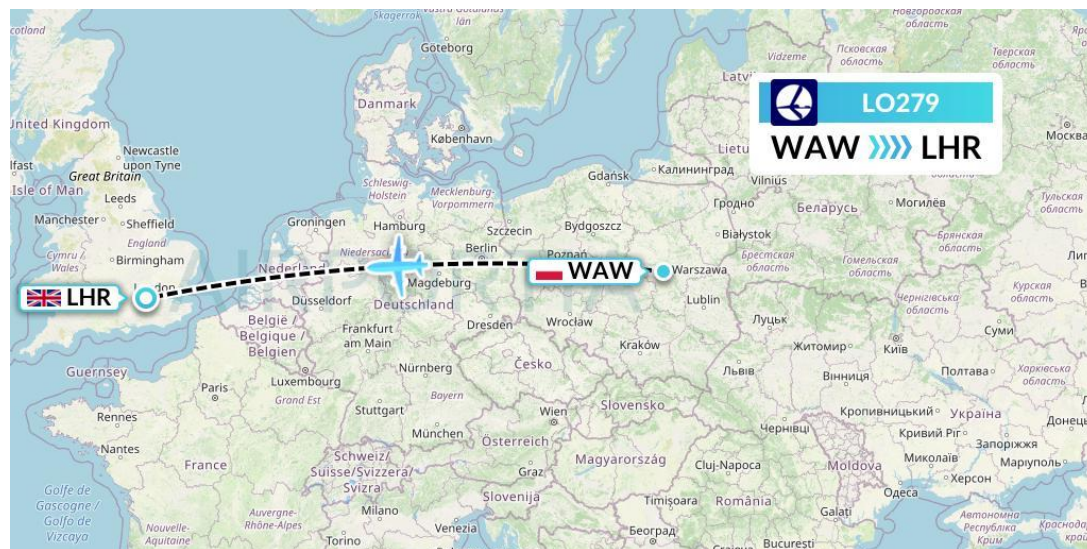 Skagerrak
Västra Götalands
län
Göteborg
Vidzeme
Псковская
область
Тверская
область
LO279
WAW LHR
Danmark
København
United Kingdom
Newcastle
upon Tyne
Great Britain
Isle of Man
Leeds
Manchester
Sheffield
England
Birmingham
Cymru /
Wales
Москва
Калининград
Vilnius
Gdańsk
Schleswig-
Holstein
Mecklenburg-
Vorpommern
Гродно
Беларусь
Могилёв
Тульская
область
Groningen
Hamburg
Szczecin
Bydgoszcz
Białystok
Брянская
область
Berlin
Poznań
Nederland
Magdeburg
WAW
Warszawa
Брестская
область
Гомельская
область
LHR
Düsseldorf
Deutschland
Lublin
Чернігівська
область
Курская
область
België /
Belgique /
Belgien
Frankfurt
am Main
Dresden
Wrocław
Луцьк
Суми
Kraków
Житомир
Київ
Česko
Guernsey
Luxembourg
Nürnberg
Львів
Вінниця
Полтава
Харківська
область
Paris
Grand Est
Rennes
Stuttgart
Bayern
Wien
Slovensko
Кропивницький
Україна
Nantes
München
Österreich
Чернівці
Кривий Ріг
Запоріжжя
France
Schweiz/
Suisse/Svizzera/
Svizra
Graz
Magyarország
Cluj-Napoca
Moldova
Миколаїв
Маріуполь
Херсон
Golfe de
Gascogne /
Golfo de
Vizcaya
Slovenija
Одеса
Auvergne-
Rhône-Alpes
Milano
Timișoara
România
Galați
Nouvelle-
Aquitaine
Torino
Venezia
Београд
București
Автономна
Республіка
Крим